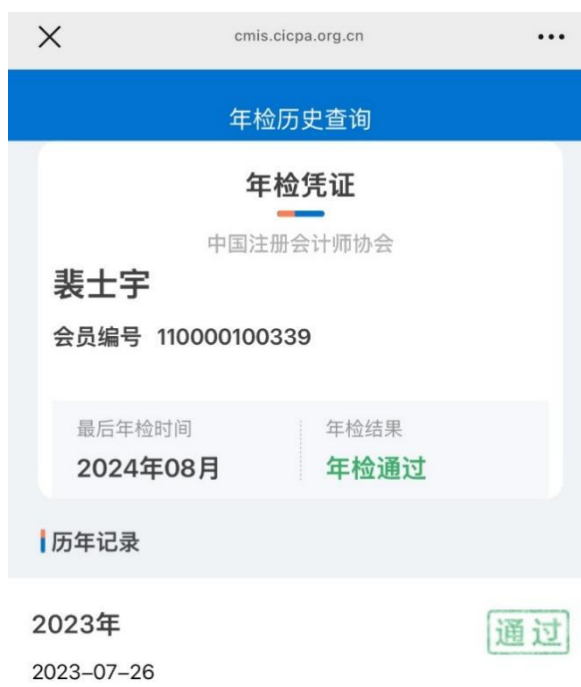 cmis.cicpa.org.cn
年检历史查询
年检凭证
中国注册会计师协会
裴士宇
会员编号 110000100339
最后年检时间 年检结果
2024年08月 年检通过
历年记录
2023年 通过
2023-07-26